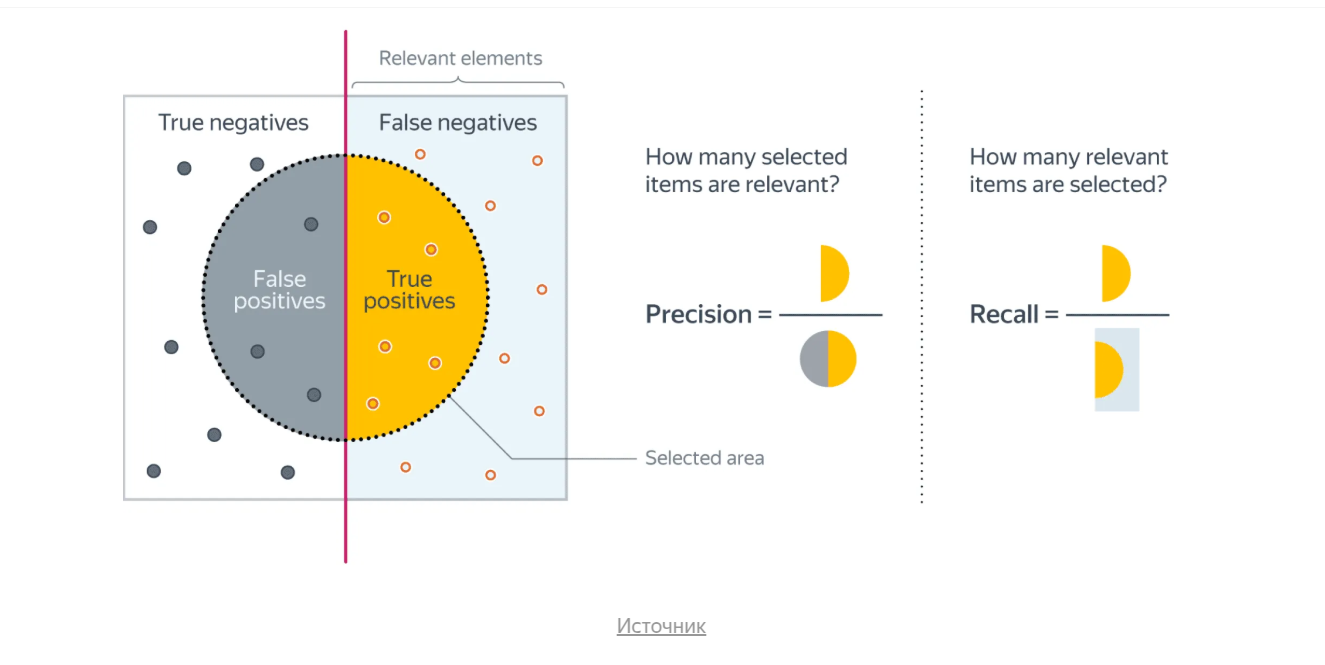 Relevant elements
True negatives
False negatives
False
positives
True
positives
Selected area
How many selected
items are relevant?
Precision =
How many relevant
items are selected?
Recall =
Источник